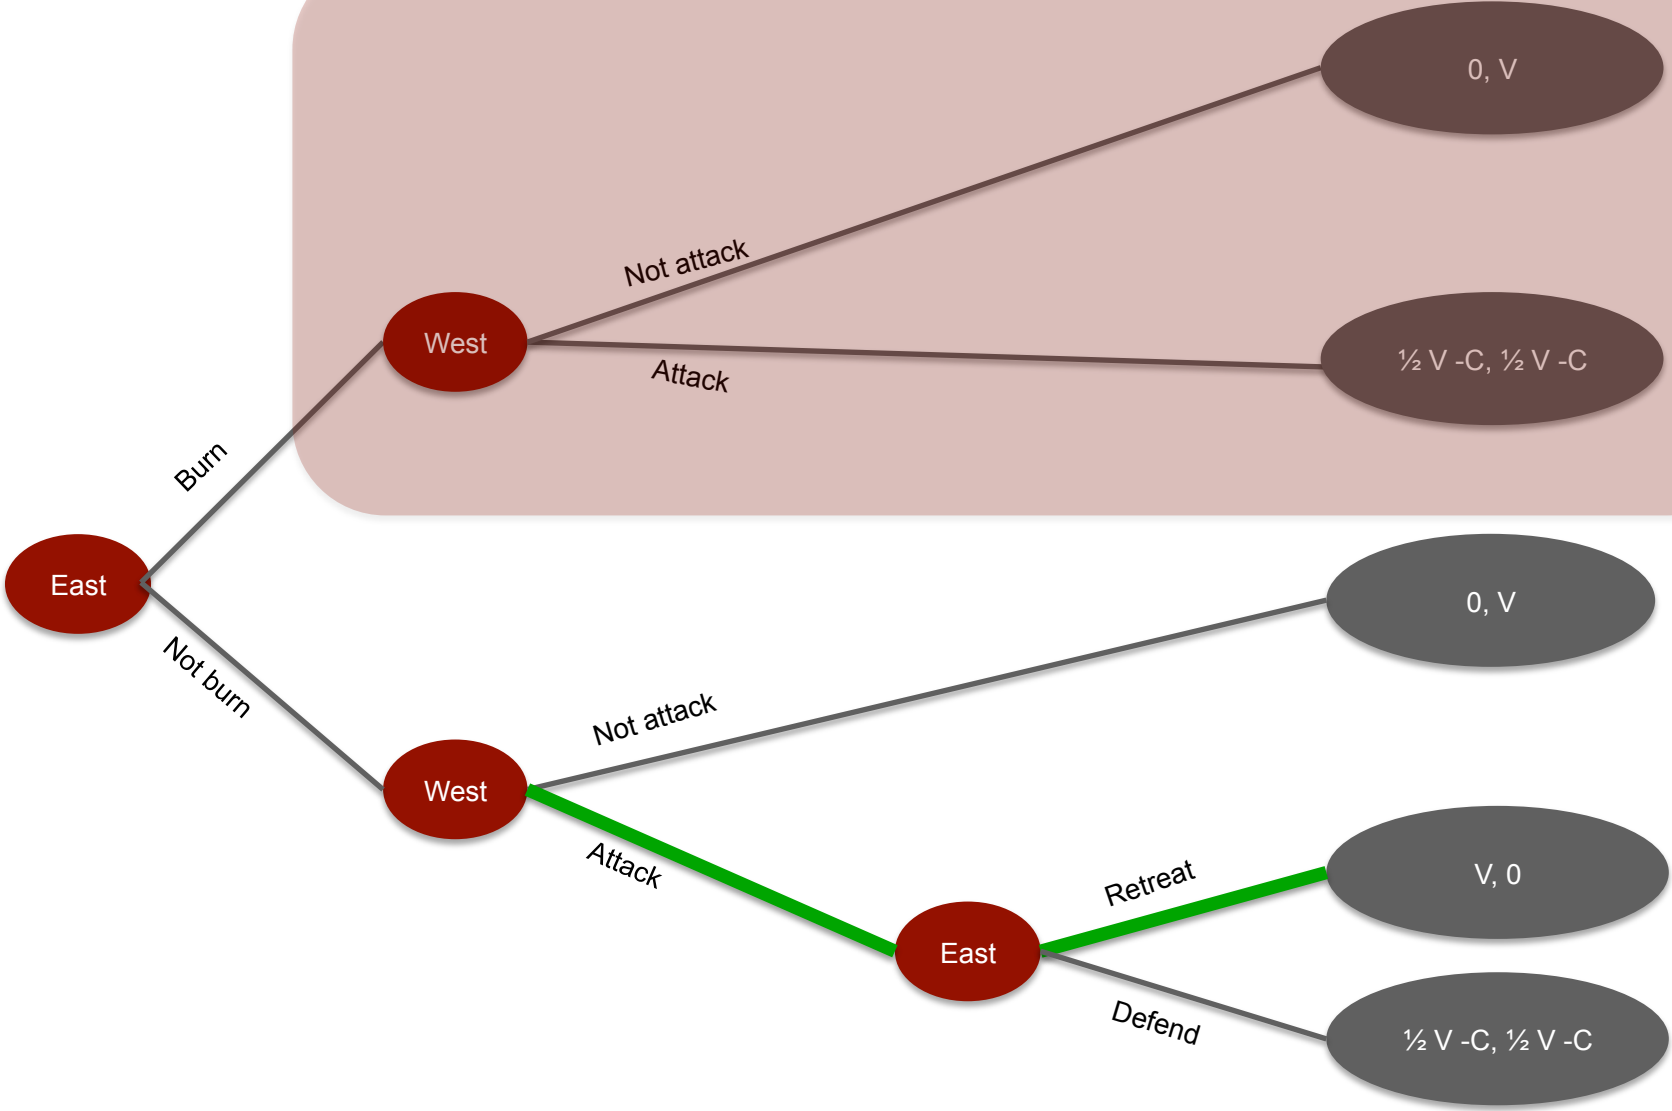 0, V
Not attack
West
½ V -C, ½ V -C
Attack
Burn
East
0, V
Not burn
Not attack
West
Attack
Retreat
V, 0
East
Defend
½ V -C, ½ V -C